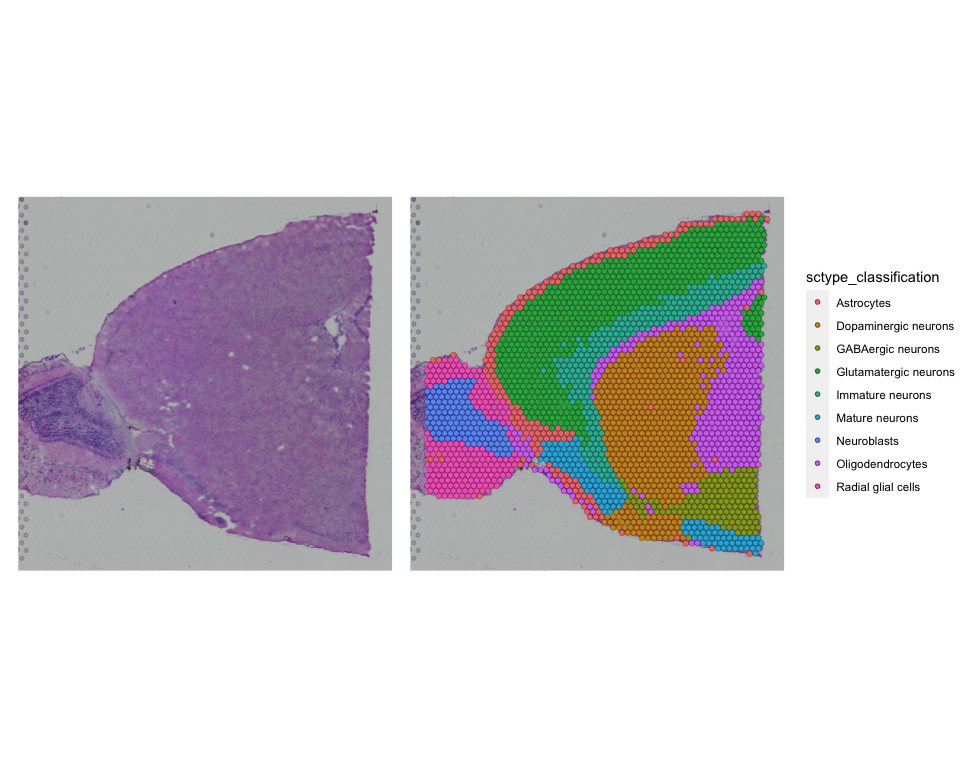 sctype_classification
Astrocytes
Dopaminergic neurons
GABAergic neurons
Glutamatergic neurons
Immature neurons
Mature neurons
Neuroblasts
Oligodendrocytes
Radial glial cells